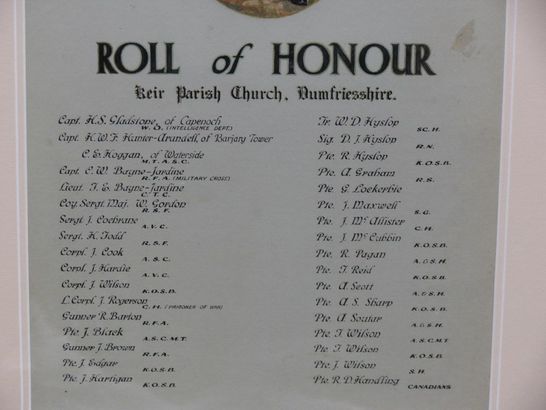 ROLL of HONOUR
Keir Parish Church, Dumfriesshire.
Capt. H.S. Gladstone, of Capenoch
W.O. (INTELLIGENCE DEPT.)
Capt. H.W.F. Hunter-Arundell, of Barjarg Tower
C.E. Hoggan, of Waterside
M.T. A.S.C.
Capt. C.W. Bagne-Jardine
R.F.A. (MILITARY CROSS)
Lieut. T.E. Bagne-Jardine
C.T.C.
Coy. Sergt. Maj. W. Gordon
R.S.F.
Sergt. J. Cochrane
A.V.C.
Sergt. H. Todd
R.S.F.
Corpl. J. Cook
A.S.C.
Corpl. J. Hardie
A.V.C.
Corpl. J. Wilson
K.O.S.B.
L. Corpl. J. Rogerson
C.H. (PRISONER OF WAR)
Gunner R. Barton
R.F.A.
Pte. J. Black
A.S.C.M.T.
Gunner J. Brown
R.F.A.
Pte. J. Edgar
K.O.S.B.
Pte. J. Hartigan
K.O.S.B.
Tr. W.D. Hyslop
SC. H.
Sig. D.J. Hyslop
R.N.
Pte. R. Hyslop
K.O.S.B.
Pte. A. Graham
R.S.
Pte. G. Lockerbie
Pte. J. Maxwell
S.G.
Pte. J. McAllister
C.H.
Pte. J. McCubbin
K.O.S.B.
Pte. R. Pagan
A.& S.H.
Pte. T. Reid
K.O.S.B.
Pte. A. Scott
A.& S.H.
Pte. A.S. Sharp
K.O.S.B.
Pte. A. Soutar
A.& S.H.
Pte. T. Wilson
A.S.C.M.T
Pte. T. Wilson
K.O.S.B.
Pte. J. Wilson
S.H.
Pte. R.D. Handling
CANADIANS